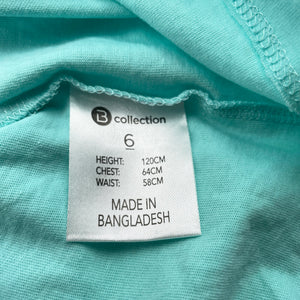 B collection
6
HEIGHT: 120CM
CHEST: 64CM
WAIST: 58CM
MADE IN
BANGLADESH